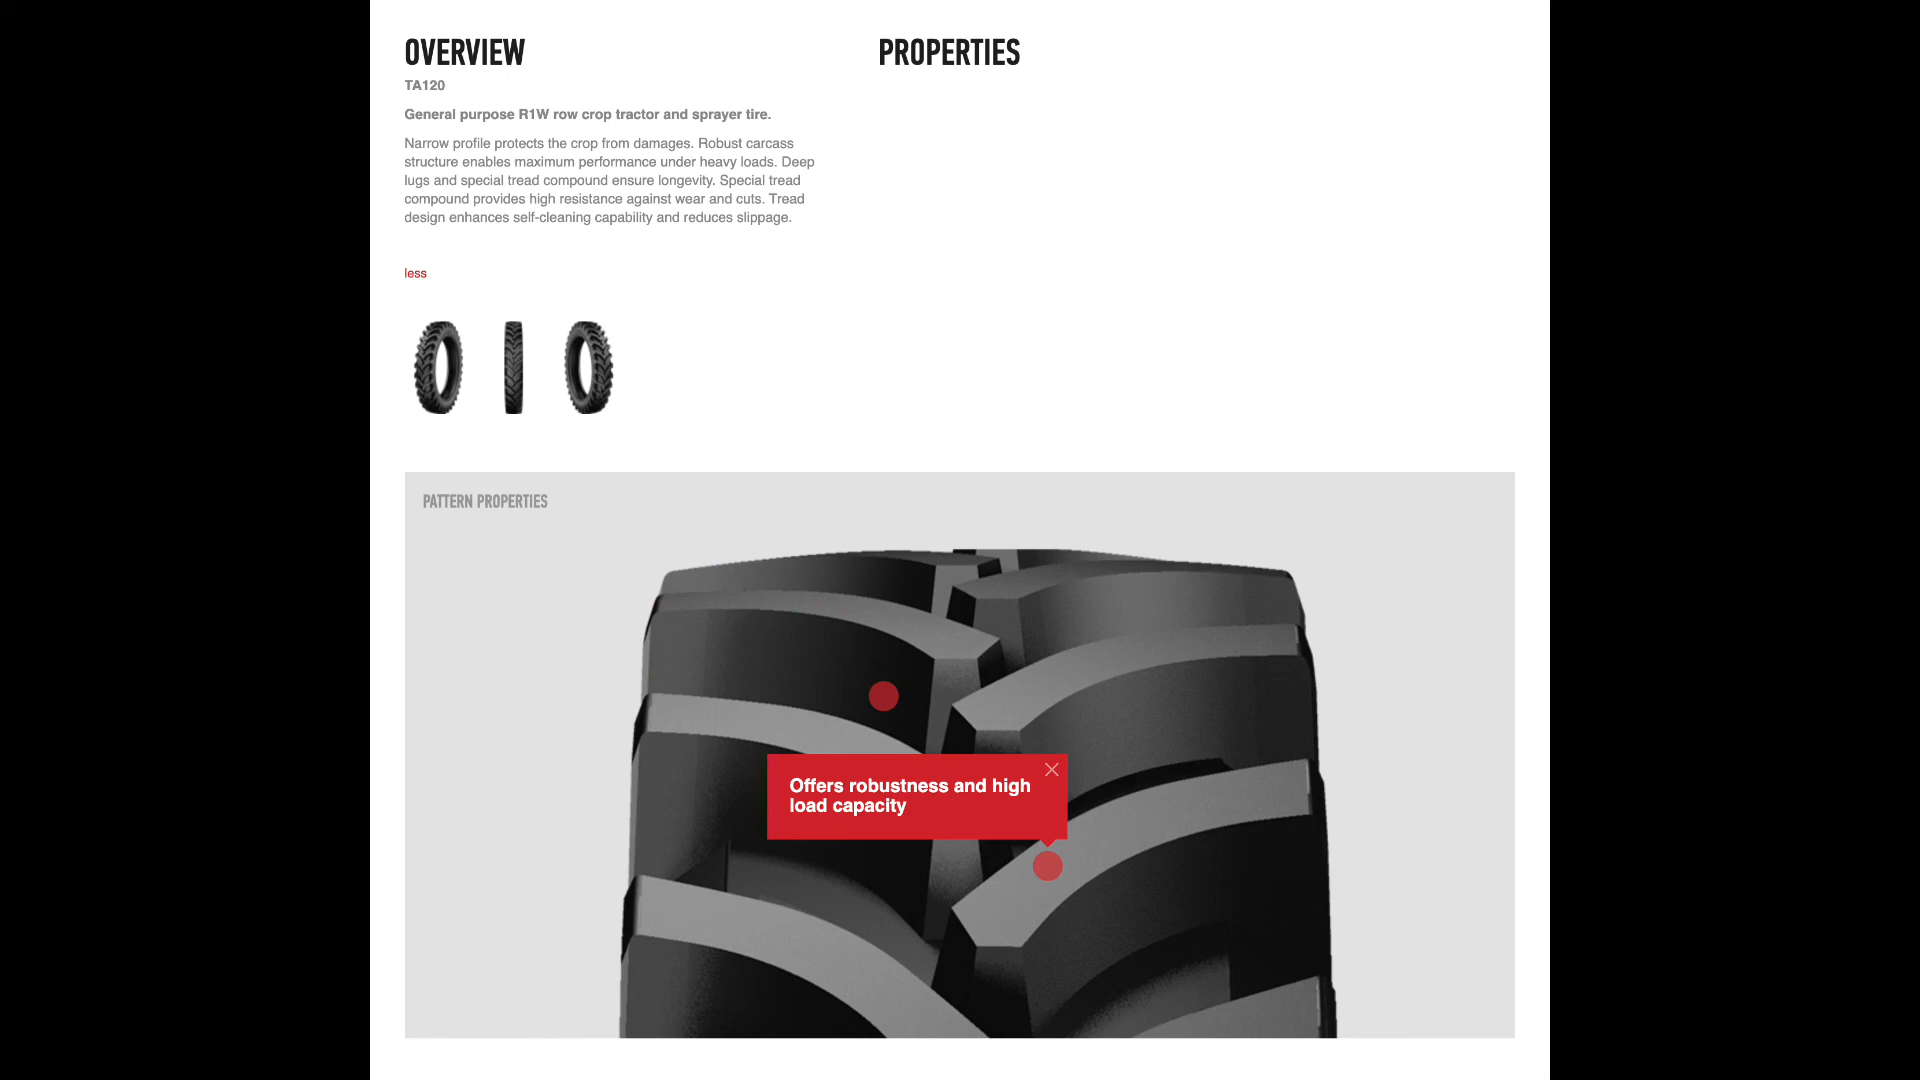 OVERVIEW
TA120
General purpose R1W row crop tractor and sprayer tire.
Narrow profile protects the crop from damages. Robust carcass
structure enables maximum performance under heavy loads. Deep
lugs and special tread compound ensure longevity. Special tread
compound provides high resistance against wear and cuts. Tread
design enhances self-cleaning capability and reduces slippage.
less
PROPERTIES
PATTERN PROPERTIES
Offers robustness and high
load capacity